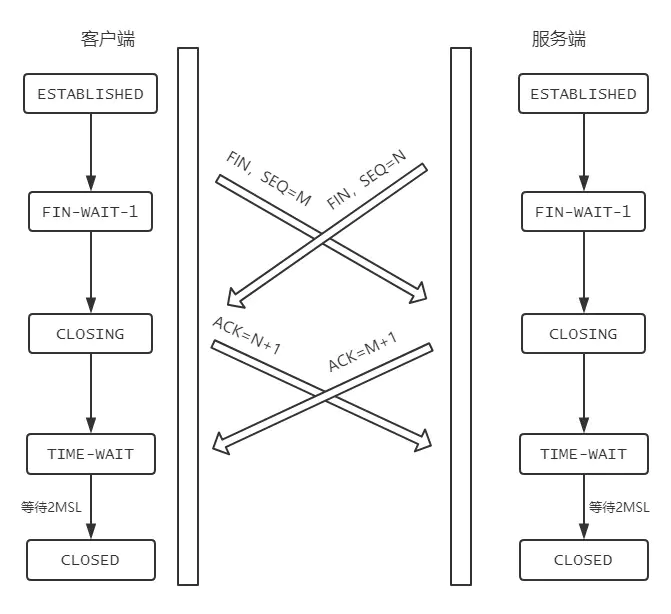 客户端
服务端
ESTABLISHED
ESTABLISHED
FIN，SEQ=M
FIN，SEQ=N
FIN-WAIT-1
FIN-WAIT-1
CLOSING
CLOSING
ACK=N+1
ACK=M+1
TIME-WAIT
TIME-WAIT
等待2MSL
等待2MSL
CLOSED
CLOSED